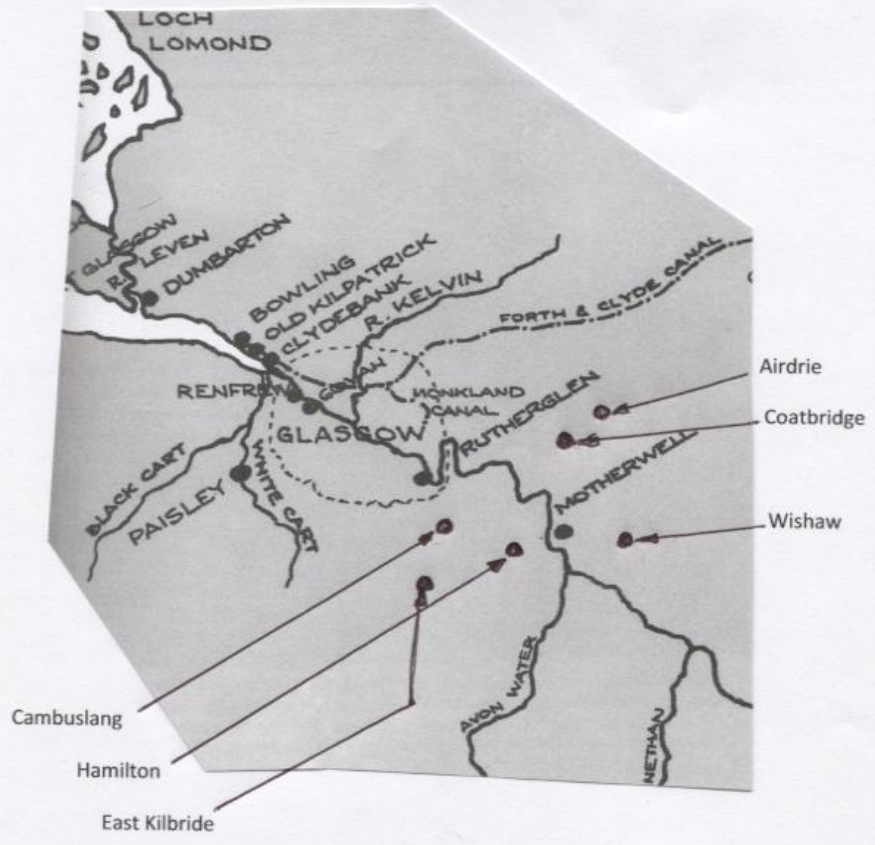 LOCH
LOMOND
GLASGOW
R. LEVEN
DUMBARTON
BOWLING
OLD KILPATRICK
CLYDEBANK
R. KELVIN
FORTH & CLYDE CANAL
RENFREW
GOVAN
MONKLAND
CANAL
GLASGOW
RUTHERGLEN
Airdrie
Coatbridge
BLACK CART
PAISLEY
WHITE CART
MOTHERWELL
Wishaw
AVON WATER
NETHAN
Cambuslang
Hamilton
East Kilbride